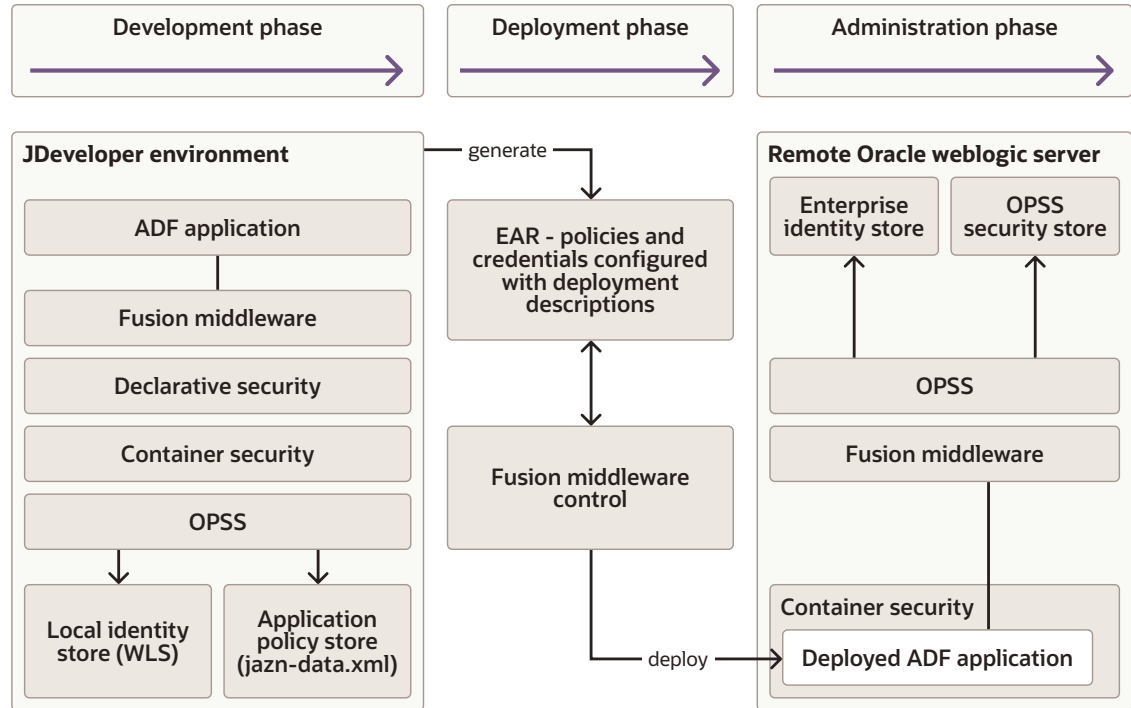 Development phase
Deployment phase
Administration phase
JDeveloper environment
ADF application
Fusion middleware
Declarative security
Container security
OPSS
Local identity
store (WLS)
Application
policy store
(jazn-data.xml)
generate
EAR - policies and
credentials configured
with deployment
descriptions
Fusion middleware
control
deploy
Remote Oracle weblogic server
Enterprise
identity store
OPSS
security store
OPSS
Fusion middleware
Container security
Deployed ADF application